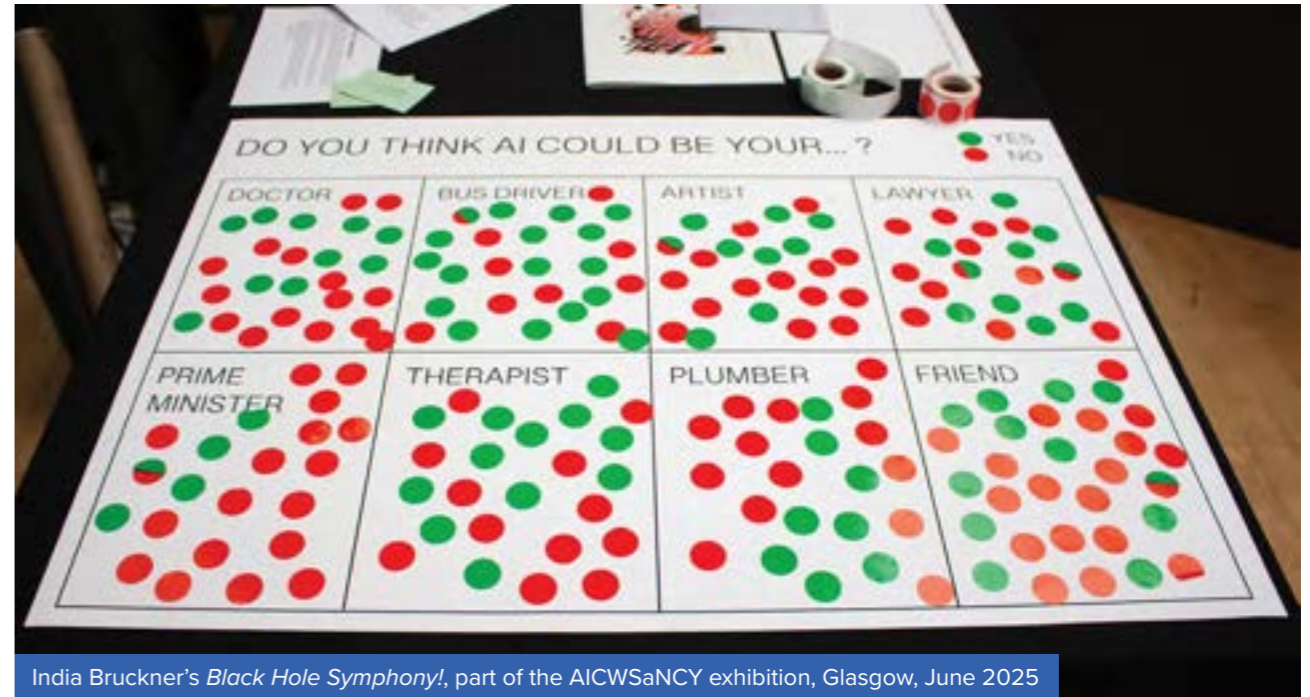 DO YOU THINK AI COULD BE YOUR... ?
YES
NO
DOCTOR
BUS DRIVER
ARTIST
LAWYER
PRIME
MINISTER
THERAPIST
PLUMBER
FRIEND
India Bruckner's Black Hole Symphony!, part of the AICWSaNCY exhibition, Glasgow, June 2025